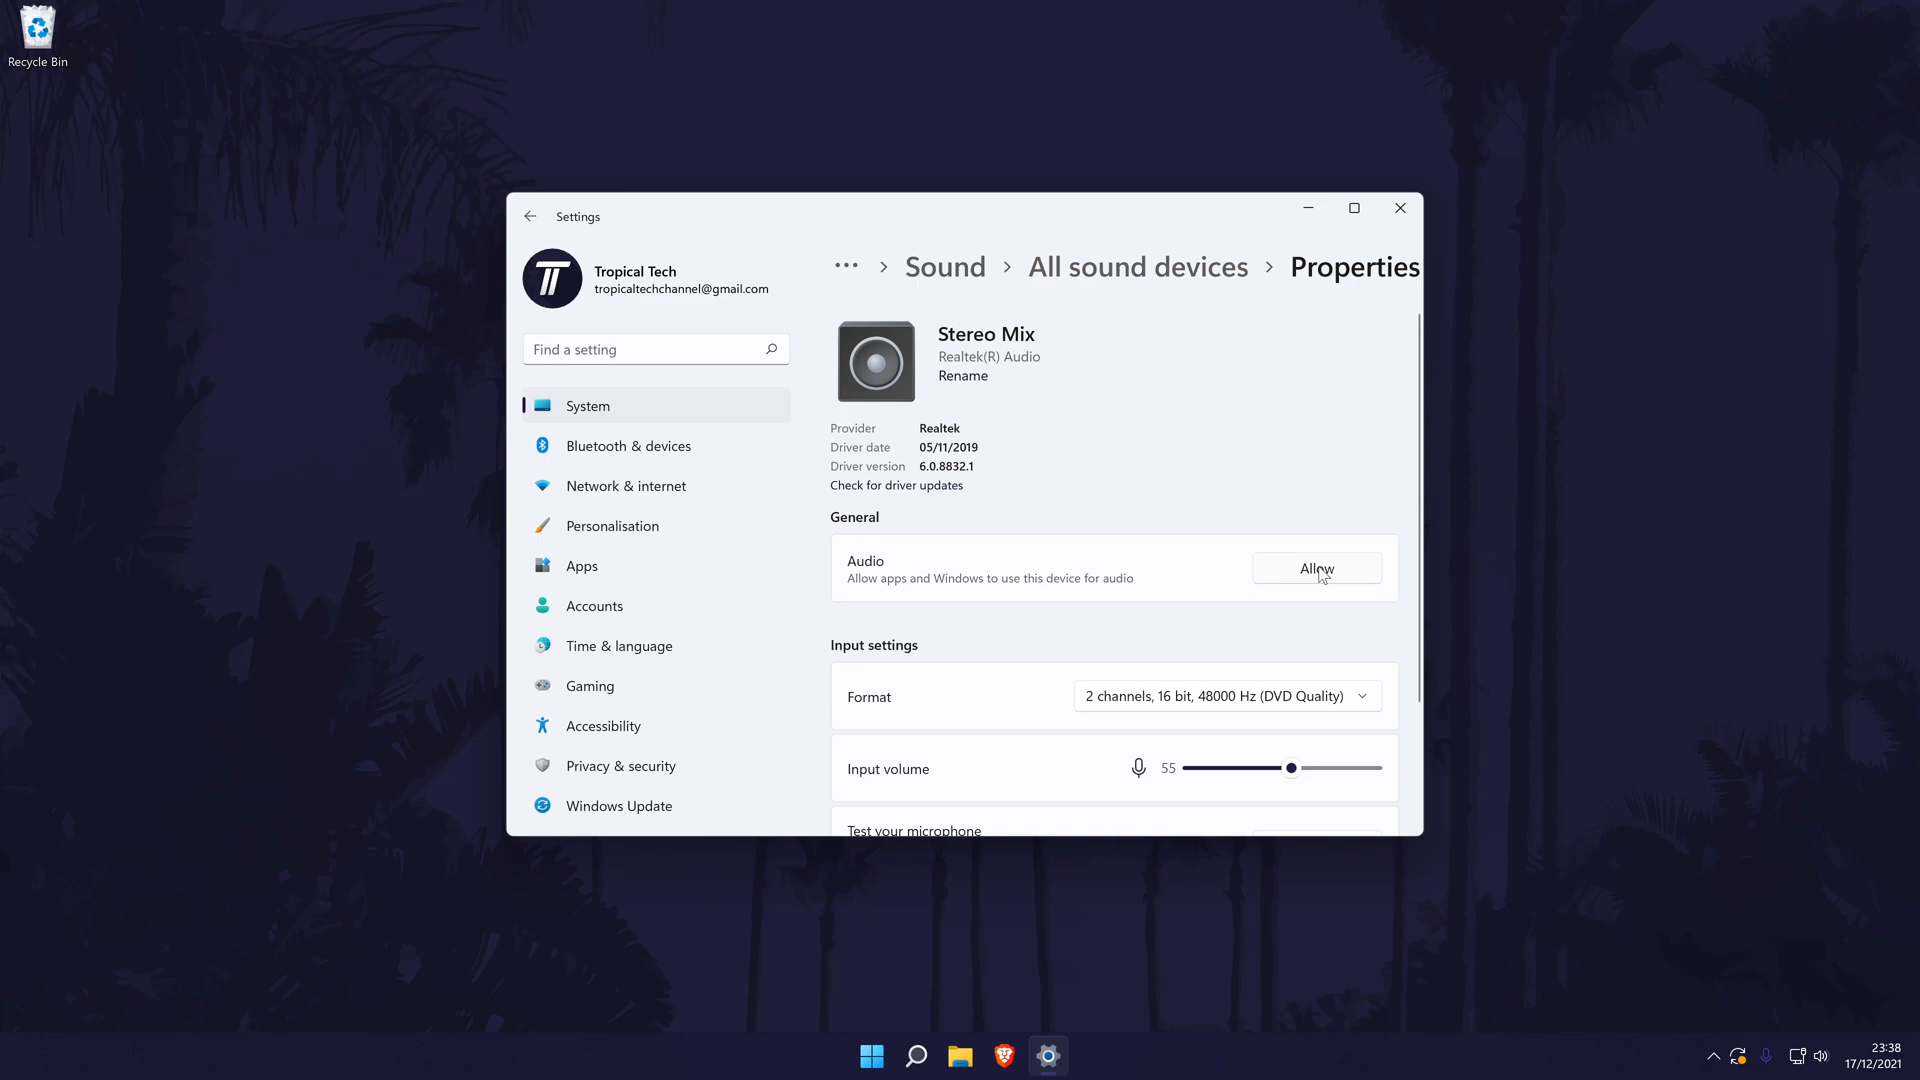 Recycle Bin
Settings
Tropical Tech
tropicaltechchannel@gmail.com
Find a setting
System
Bluetooth & devices
Network & internet
Personalisation
Apps
Accounts
Time & language
Gaming
Accessibility
Privacy & security
Windows Update
··· > Sound > All sound devices > Properties
Stereo Mix
Realtek(R) Audio
Rename
Provider Realtek
Driver date 05/11/2019
Driver version 6.0.8832.1
Check for driver updates
General
Audio
Allow apps and Windows to use this device for audio
Allow
Input settings
Format
2 channels, 16 bit, 48000 Hz (DVD Quality)
Input volume
55
Test your microphone
23:38
17/12/2021